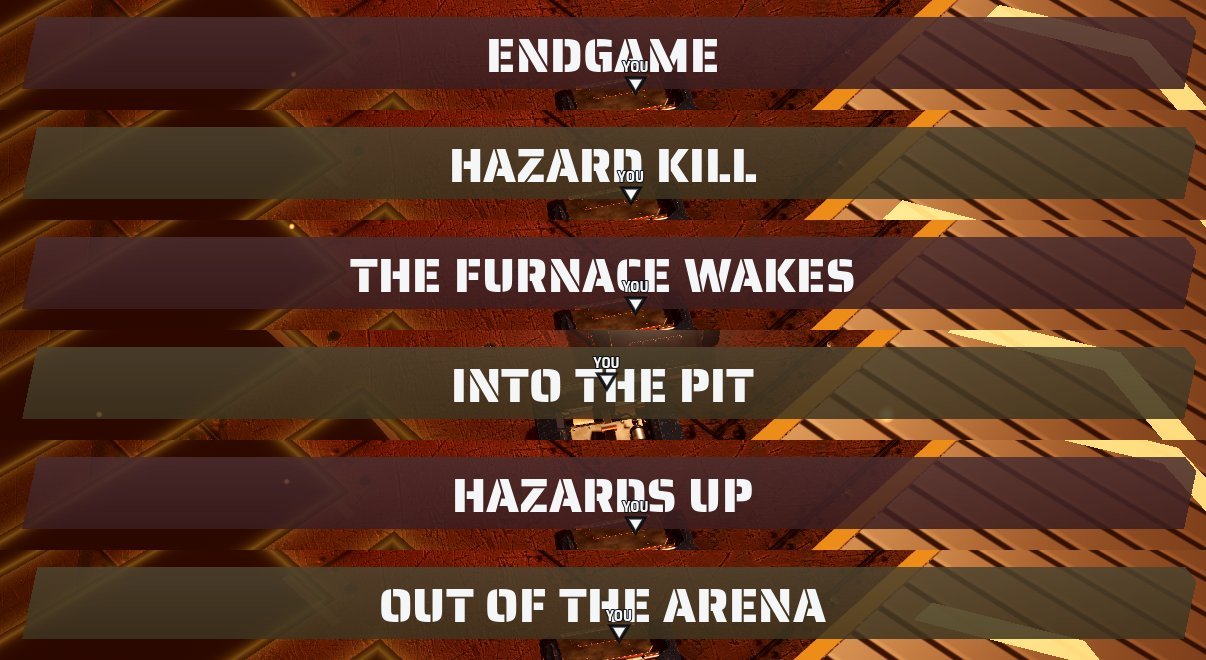 ENDGAME
YOU
HAZARD KILL
YOU
THE FURNACE WAKES
YOU
YOU
INTO THE PIT
HAZARDS UP
YOU
OUT OF THE ARENA
YOU